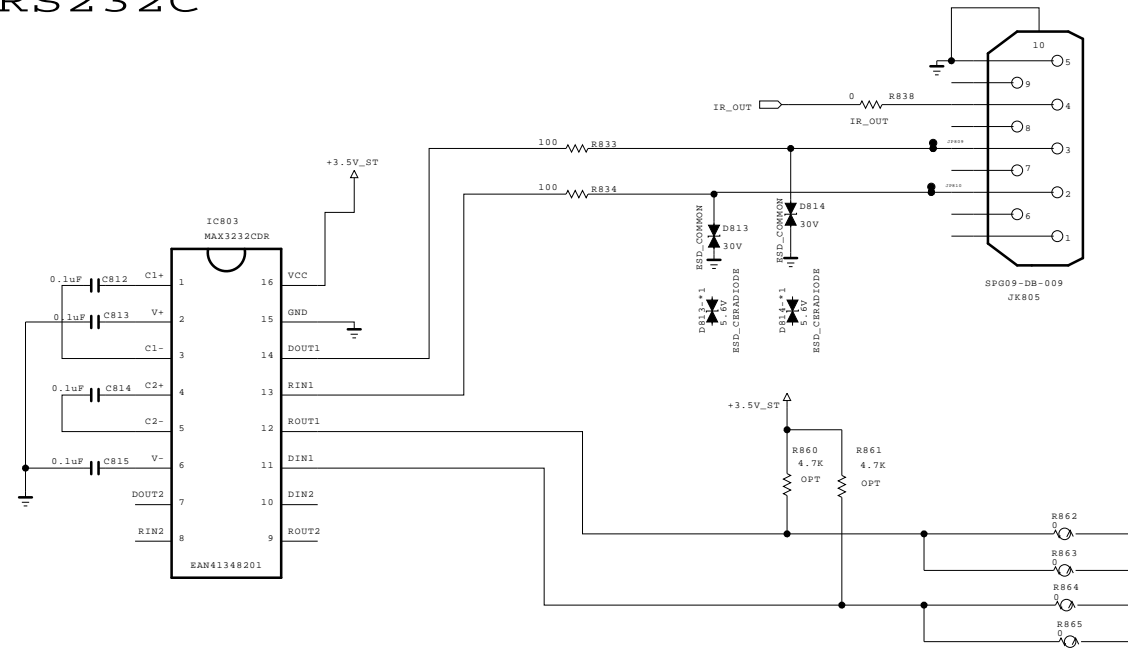 RS232C
10
5
9
IR_OUT
0 R838
IR_OUT
4
8
100 R833
JP809
3
+3.5V_ST
7
100 R834
JP810
2
IC803
MAX3232CDR
ESD_COMMON
D813
30V
ESD_COMMON
D814
30V
6
1
SPG09-DB-009
JK805
0.1uF C812 C1+ 1
16 VCC
0.1uF C813 V+ 2
15 GND
D813-*1
5.6V
ESD_CERADIODE
D814-*1
5.6V
ESD_CERADIODE
C1- 3
14 DOUT1
0.1uF C814 C2+ 4
13 RIN1
+3.5V_ST
C2- 5
12 ROUT1
R860
4.7K
OPT
R861
4.7K
OPT
0.1uF C815 V- 6
11 DIN1
DOUT2 7
10 DIN2
RIN2 8
9 ROUT2
EAN41348201
R862
0
R863
0
R864
0
R865
0